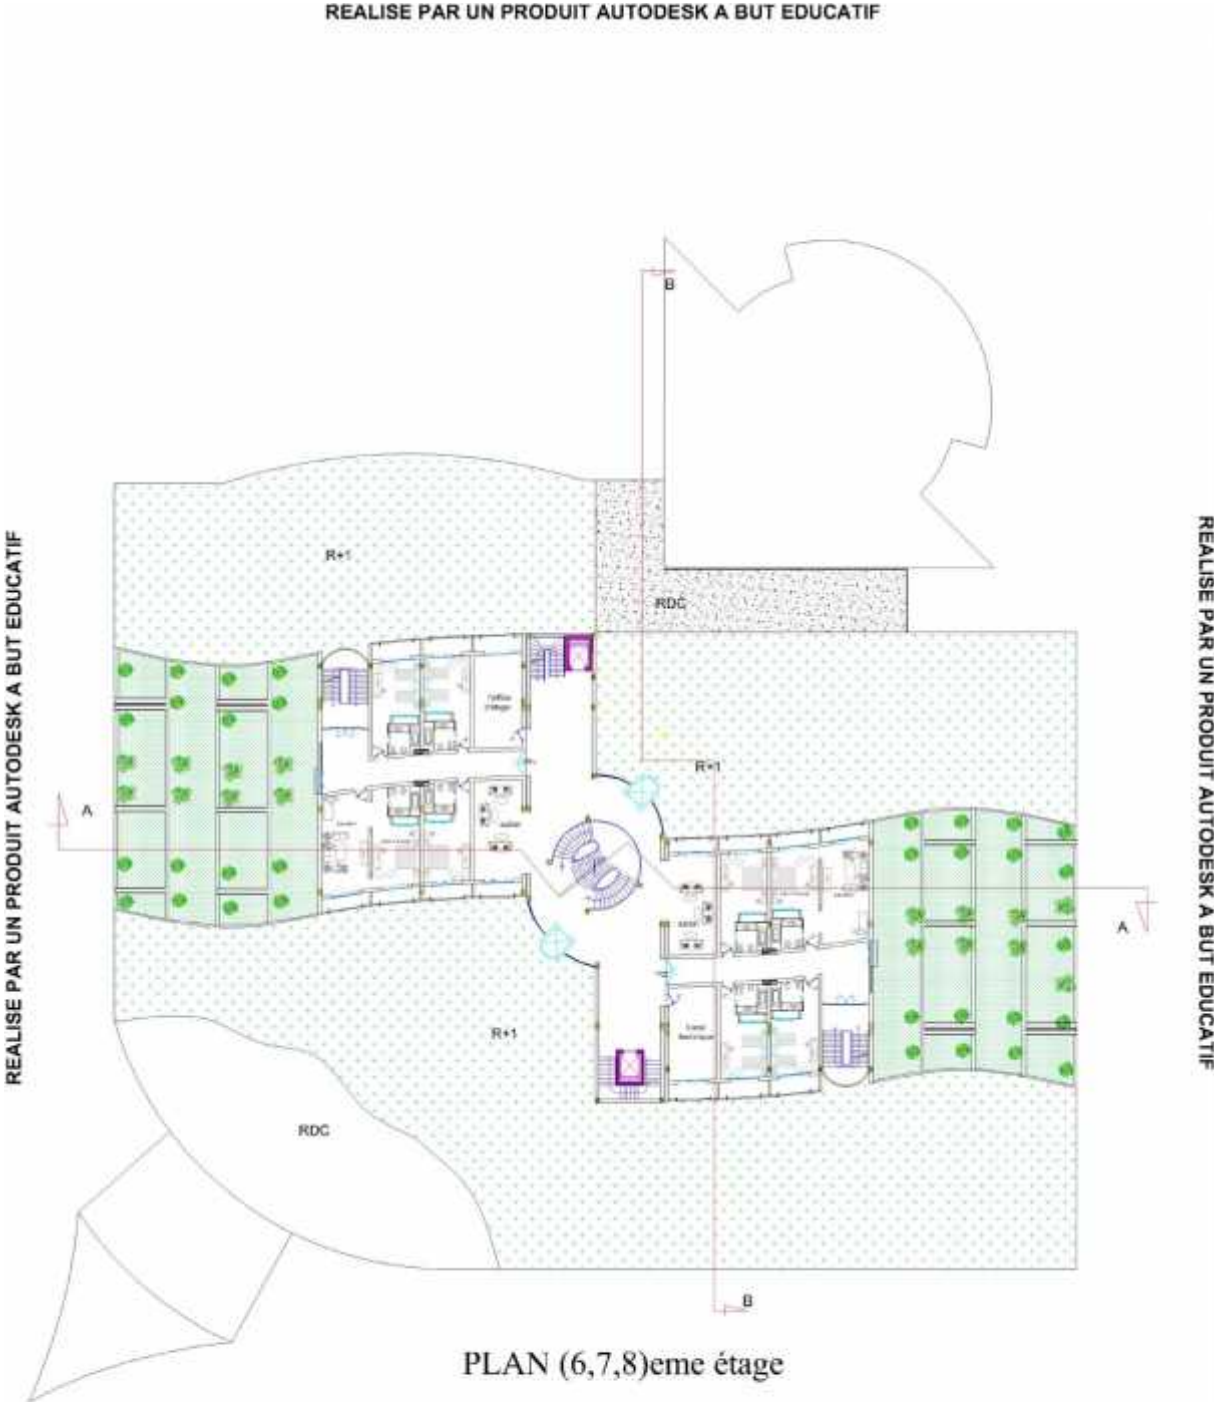 REALISE PAR UN PRODUIT AUTODESK A BUT EDUCATIF
B
R+1
RDC
REALISE PAR UN PRODUIT AUTODESK A BUT EDUCATIF
REALISE PAR UN PRODUIT AUTODESK A BUT EDUCATIF
R+1
A
A
R+1
RDC
B
PLAN (6,7,8)eme étage